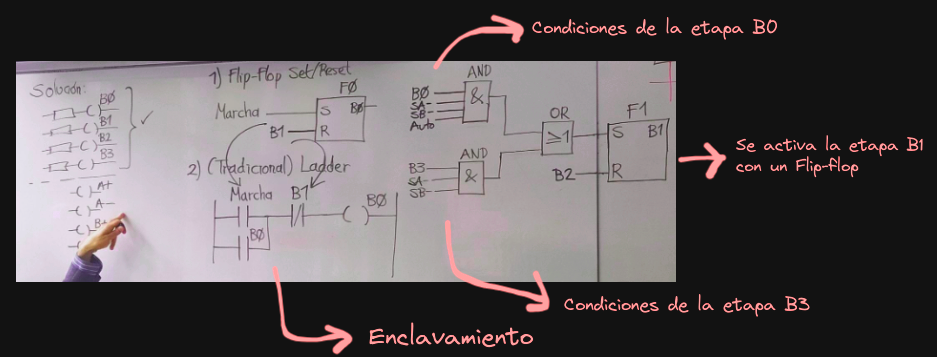 Condiciones de la etapa B0
Solución:
BØ
B1
B2
B3
A+
A-
B+
1) Flip-flop Set/Reset
FØ
Marcha
S
BØ
B1
R
2) (Tradicional) Ladder
Marcha
B1
BØ
BØ
AND
BØ
SA-
SB-
Auto
&
OR
≥1
AND
B3
SA-
SB-
&
F1
S
B1
B2
R
Se activa la etapa B1
con un Flip-flop
Condiciones de la etapa B3
Enclavamiento